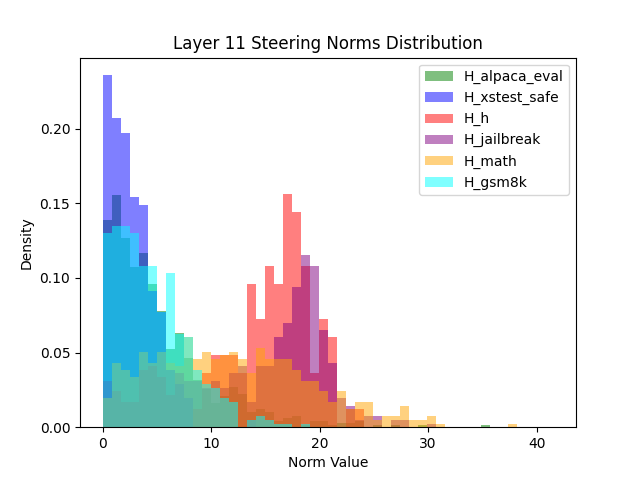 Layer 11 Steering Norms Distribution
H_alpaca_eval
H_xstest_safe
H_h
H_jailbreak
H_math
H_gsm8k
Density
0.20
0.15
0.10
0.05
0.00
0 10 20 30 40
Norm Value